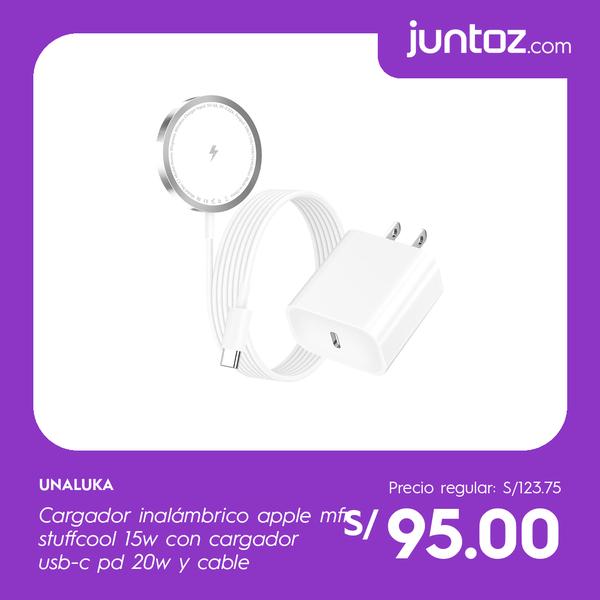 juntoz.com
UNALUKA
Cargador inalámbrico apple mfr
stuffcool 15w con cargador
usb-c pd 20w y cable
Precio regular: S/123.75
S/ 95.00